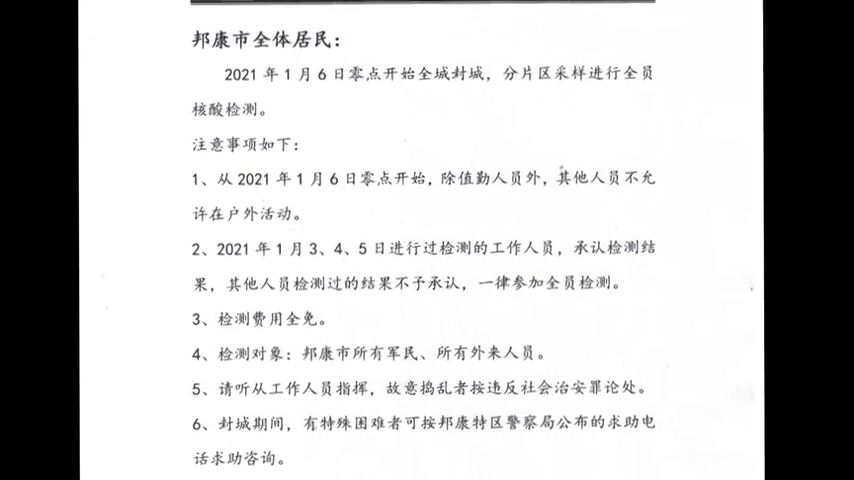 邦康市全体居民：
2021年1月6日零点开始全城封城，分片区采样进行全员
核酸检测。
注意事项如下：
1、从2021年1月6日零点开始，除值勤人员外，其他人员不允
许在户外活动。
2、2021年1月3、4、5日进行过检测的工作人员，承认检测结
果，其他人员检测过的结果不予承认，一律参加全员检测。
3、检测费用全免。
4、检测对象：邦康市所有军民、所有外来人员。
5、请听从工作人员指挥，故意捣乱者按违反社会治安罪论处。
6、封城期间，有特殊困难者可按邦康特区警察局公布的求助电
话求助咨询。